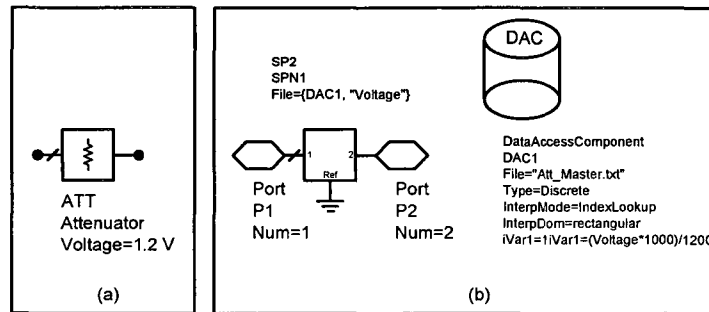 ATT
Attenuator
Voltage=1.2 V
(a)
SP2
SPN1
File={DAC1, "Voltage"}
1
2
Ref
Port
P1
Num=1
Port
P2
Num=2
DAC
DataAccessComponent
DAC1
File="Att_Master.txt"
Type=Discrete
InterpMode=IndexLookup
InterpDom=rectangular
iVar1=1iVar1=(Voltage*1000)/1200
(b)